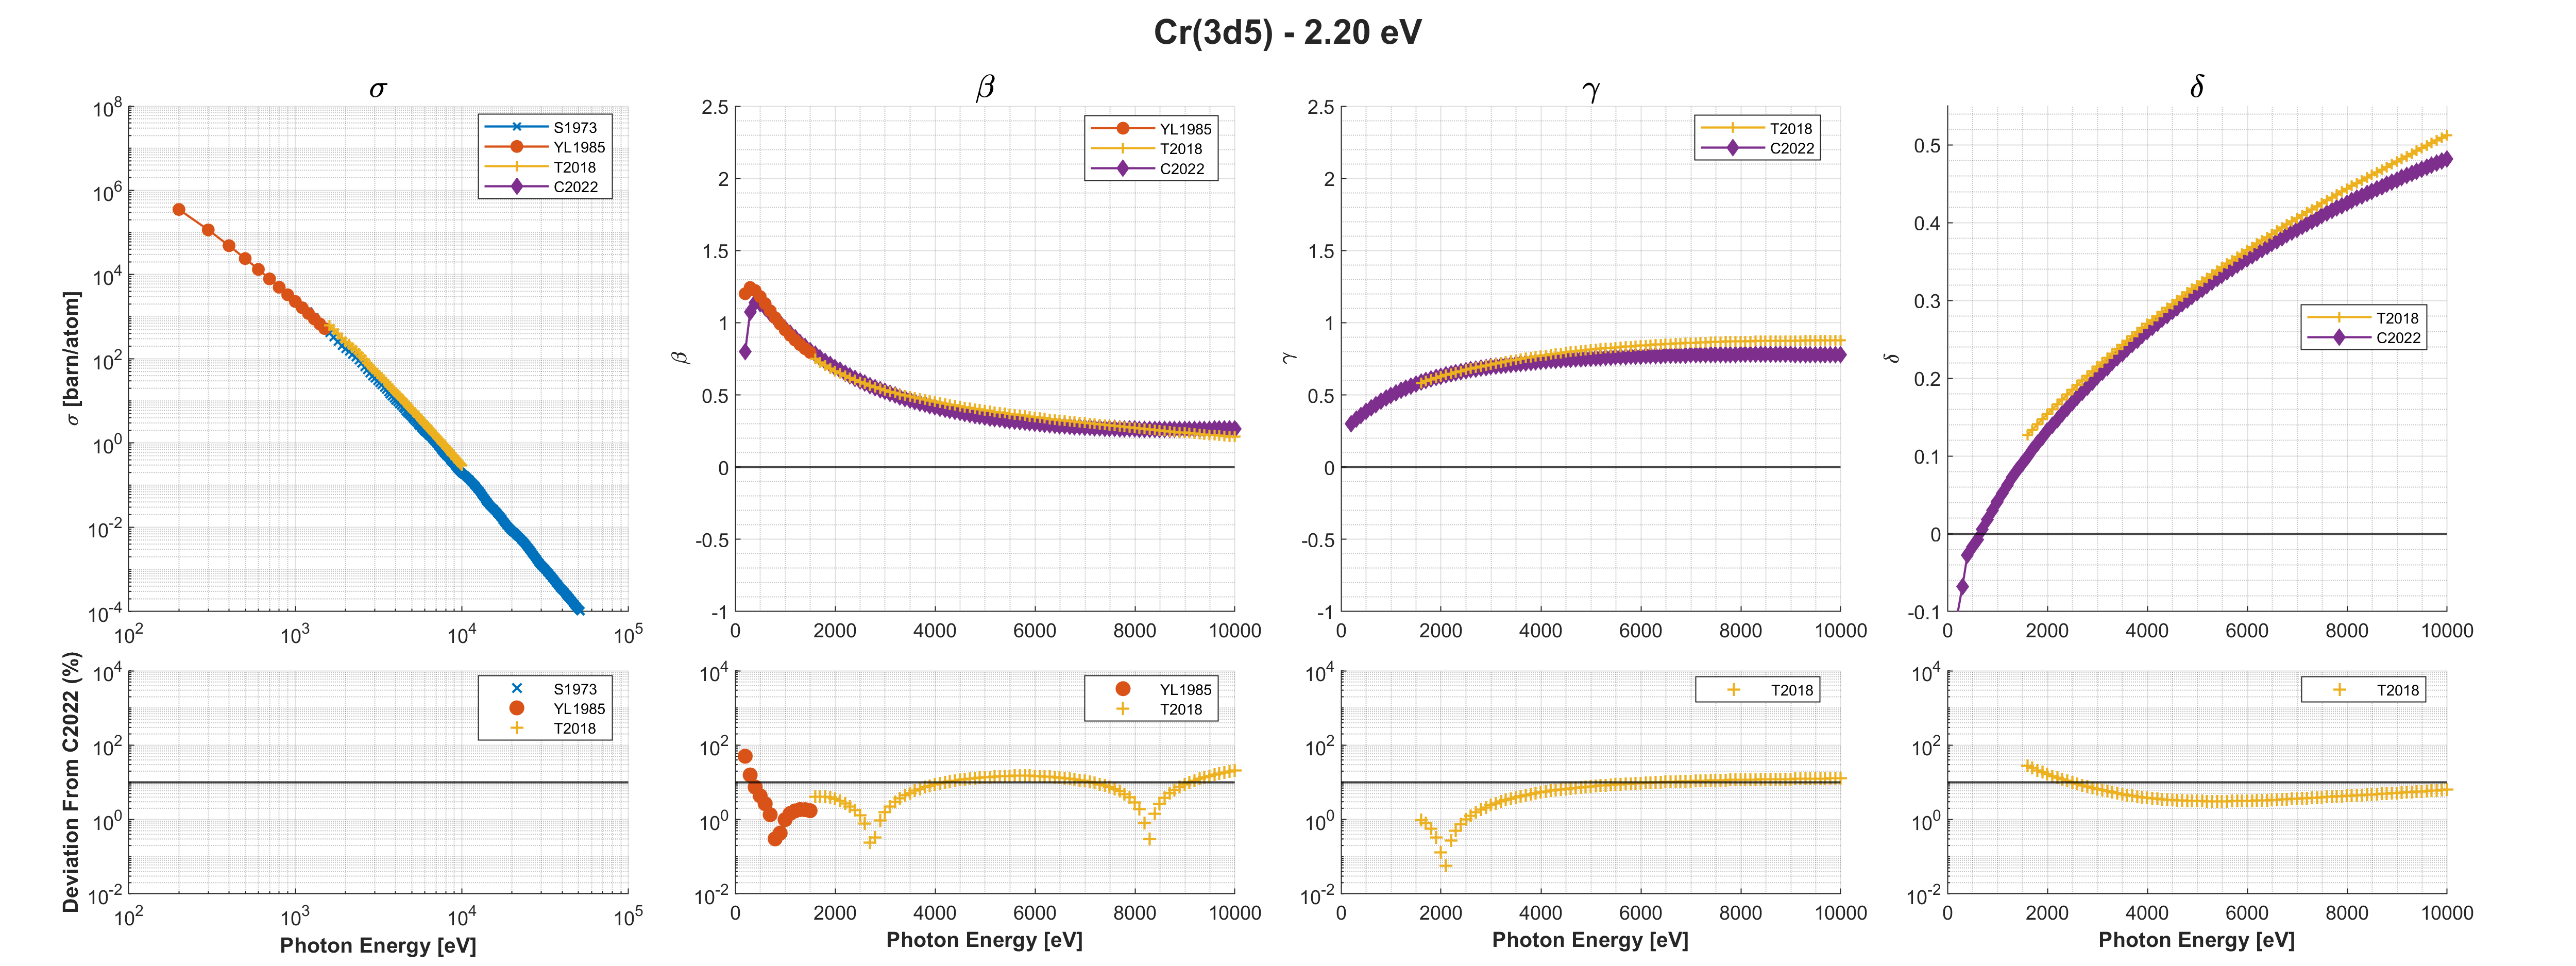 Cr(3d5) - 2.20 eV
σ
σ [barn/atom]
10^8
10^6
10^4
10^2
10^0
10^-2
10^-4
10^2 10^3 10^4 10^5
S1973
YL1985
T2018
C2022
β
β
2.5
2
1.5
1
0.5
0
-0.5
-1
0 2000 4000 6000 8000 10000
YL1985
T2018
C2022
γ
γ
2.5
2
1.5
1
0.5
0
-0.5
-1
0 2000 4000 6000 8000 10000
T2018
C2022
δ
δ
0.5
0.4
0.3
0.2
0.1
0
-0.1
0 2000 4000 6000 8000 10000
T2018
C2022
Deviation From C2022 (%)
10^4
10^2
10^0
10^-2
10^2 10^3 10^4 10^5
Photon Energy [eV]
S1973
YL1985
T2018
10^4
10^2
10^0
10^-2
0 2000 4000 6000 8000 10000
Photon Energy [eV]
YL1985
T2018
10^4
10^2
10^0
10^-2
0 2000 4000 6000 8000 10000
Photon Energy [eV]
T2018
10^4
10^2
10^0
10^-2
0 2000 4000 6000 8000 10000
Photon Energy [eV]
T2018